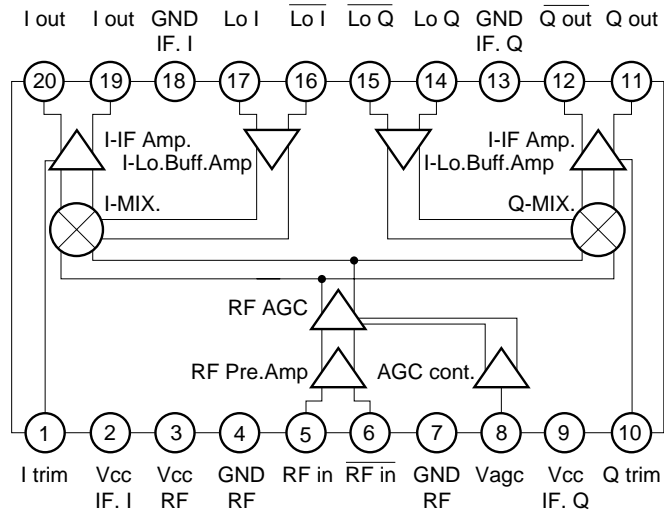 I out I out GND Lo I Lo I Lo Q Lo Q GND Q out Q out
IF. I IF. Q
20 19 18 17 16 15 14 13 12 11
I-IF Amp. I-IF Amp.
I-Lo.Buff.Amp I-Lo.Buff.Amp
I-MIX. Q-MIX.
RF AGC
RF Pre.Amp AGC cont.
1 2 3 4 5 6 7 8 9 10
I trim Vcc Vcc GND RF in RF in GND Vagc Vcc Q trim
IF. I RF RF RF IF. Q